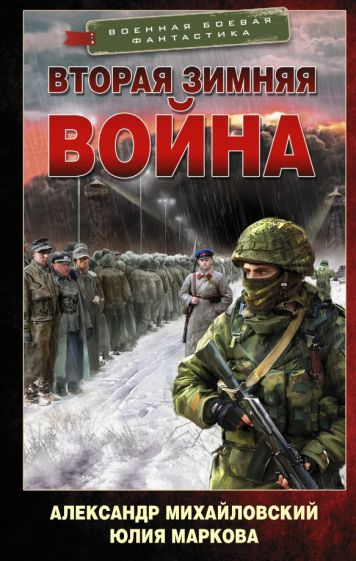 ВОЕННАЯ БОЕВАЯ
ФАНТАСТИКА
ВТОРАЯ ЗИМНЯЯ
ВОЙНА
АЛЕКСАНДР МИХАЙЛОВСКИЙ
ЮЛИЯ МАРКОВА